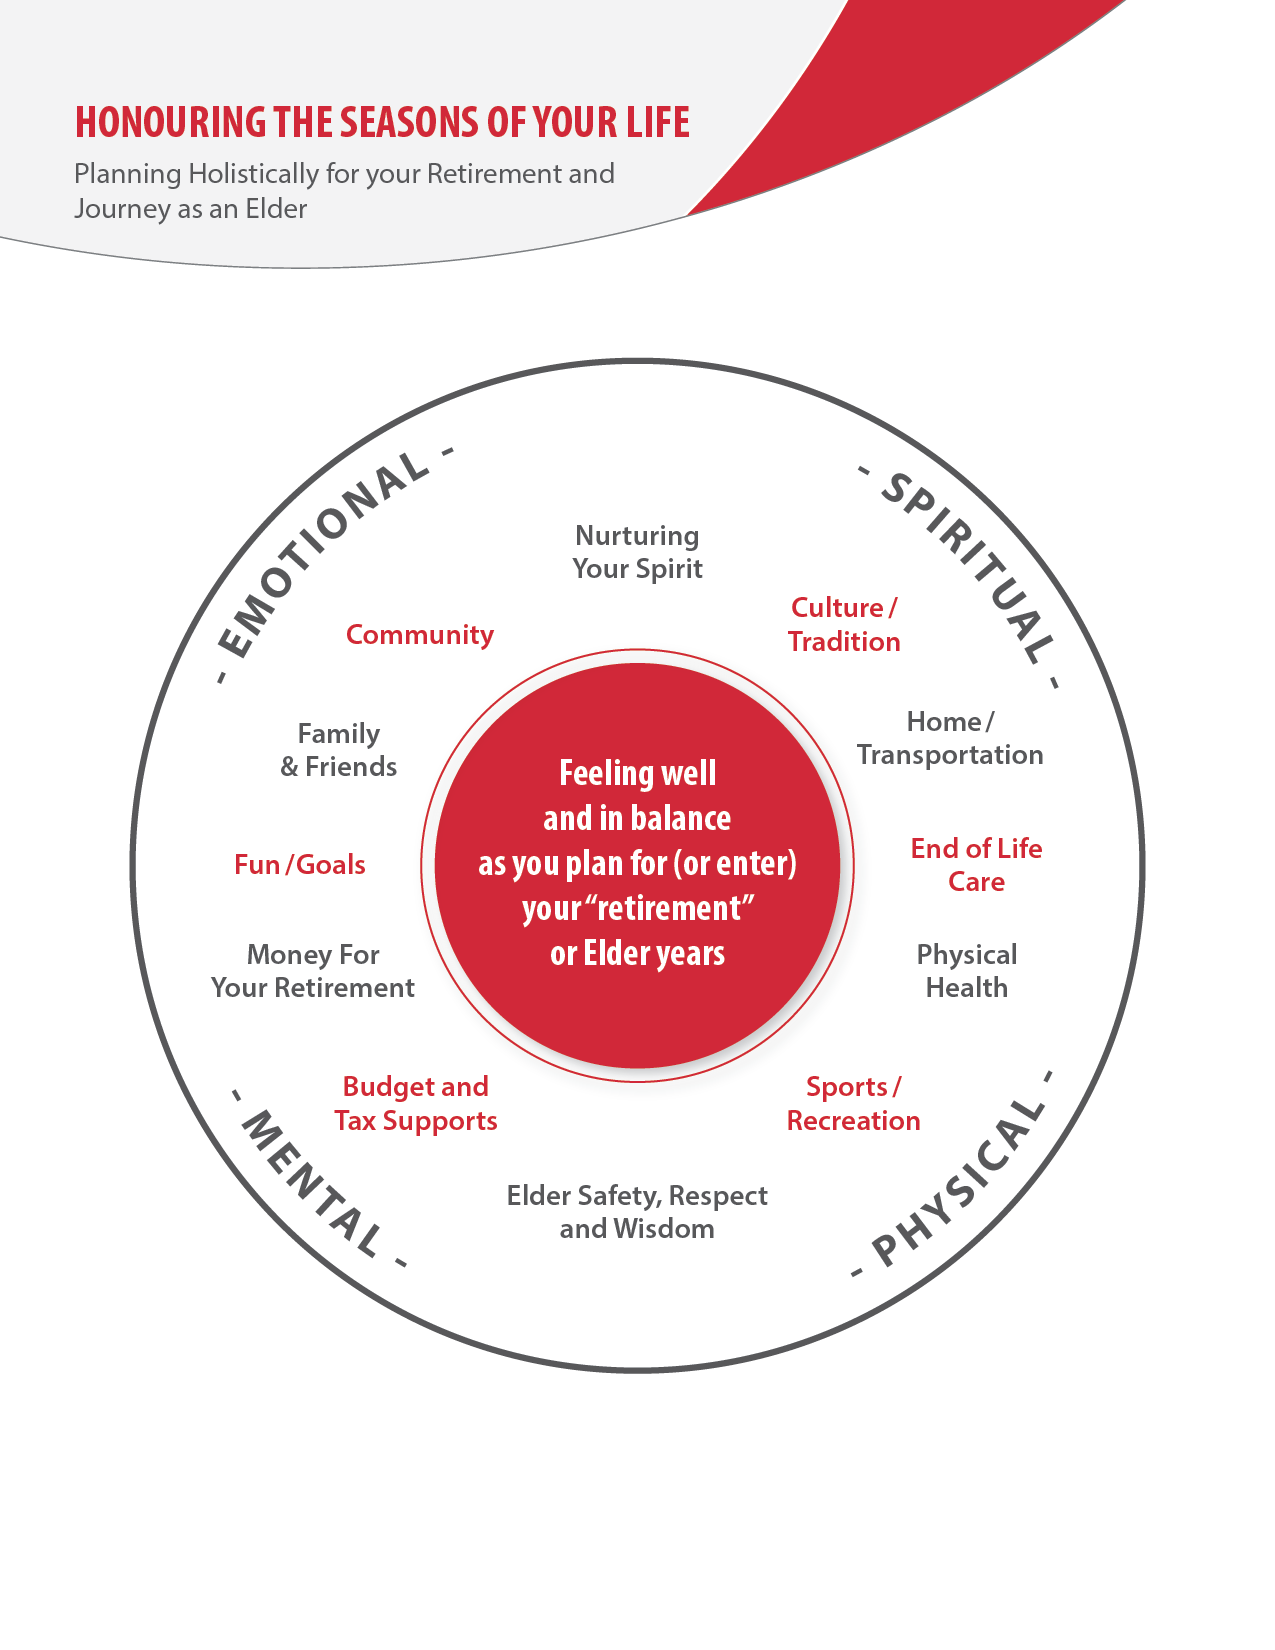 HONOURING THE SEASONS OF YOUR LIFE
Planning Holistically for your Retirement and
Journey as an Elder
- EMOTIONAL -
- SPIRITUAL -
Nurturing
Your Spirit
Culture /
Tradition
Community
Home /
Transportation
Family
& Friends
Feeling well
and in balance
as you plan for (or enter)
your “retirement”
or Elder years
End of Life
Care
Fun / Goals
Physical
Health
Money For
Your Retirement
Sports /
Recreation
Budget and
Tax Supports
Elder Safety, Respect
and Wisdom
- MENTAL -
- PHYSICAL -